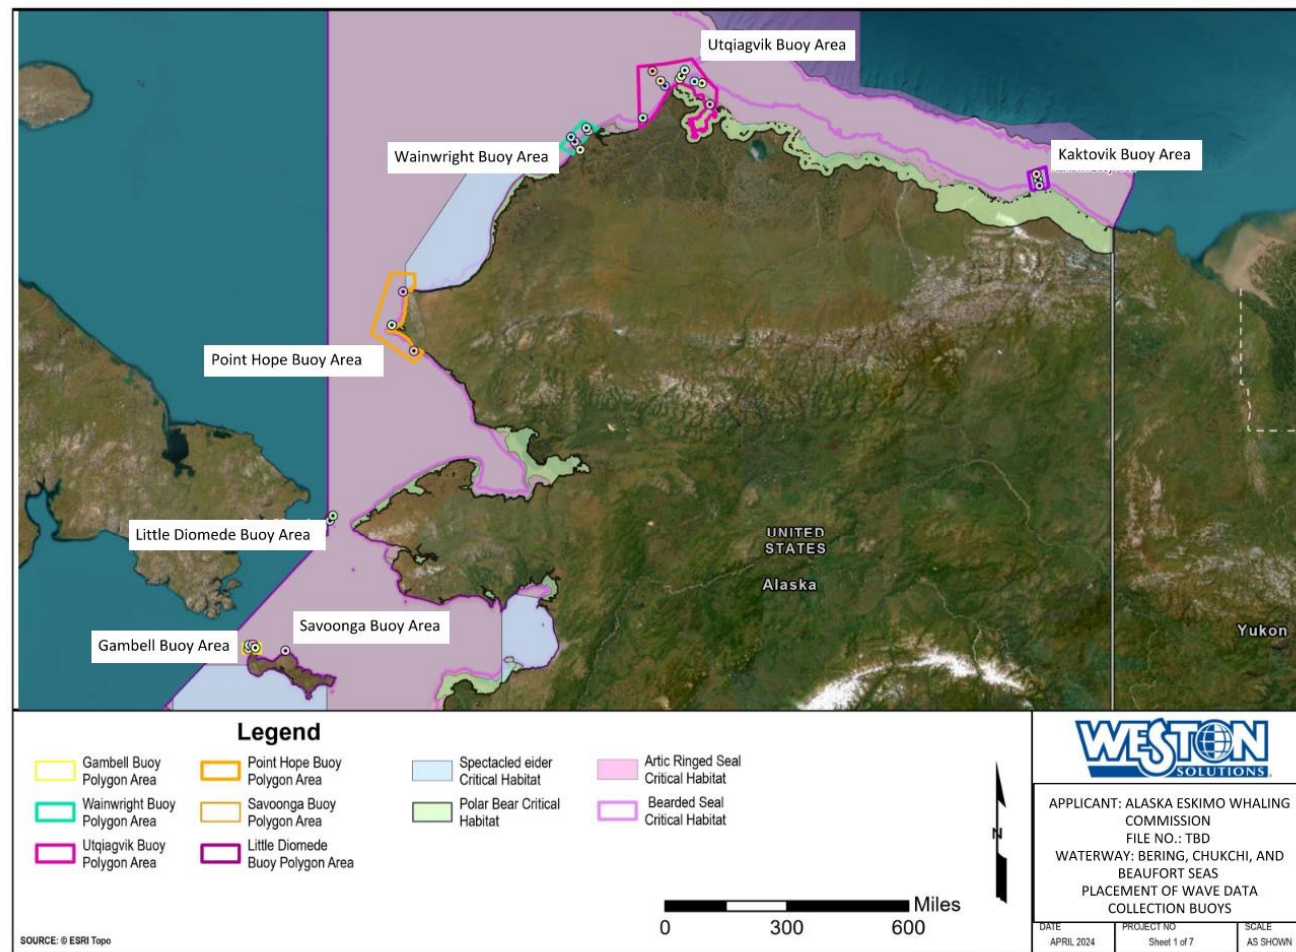 Utqiagvik Buoy Area
Wainwright Buoy Area
Kaktovik Buoy Area
Point Hope Buoy Area
Little Diomede Buoy Area
UNITED
STATES
Alaska
Savoonga Buoy Area
Gambell Buoy Area
Yukon
Legend
Gambell Buoy
Polygon Area
Wainwright Buoy
Polygon Area
Utqiagvik Buoy
Polygon Area
Point Hope Buoy
Polygon Area
Savoonga Buoy
Polygon Area
Little Diomede
Buoy Polygon Area
Spectacled eider
Critical Habitat
Polar Bear Critical
Habitat
Artic Ringed Seal
Critical Habitat
Bearded Seal
Critical Habitat
N
Miles
0 300 600
SOURCE: © ESRI Topo
WESTON
SOLUTIONS
APPLICANT: ALASKA ESKIMO WHALING
COMMISSION
FILE NO.: TBD
WATERWAY: BERING, CHUKCHI, AND
BEAUFORT SEAS
PLACEMENT OF WAVE DATA
COLLECTION BUOYS
DATE PROJECT NO SCALE
APRIL 2024 Sheet 1 of 7 AS SHOWN